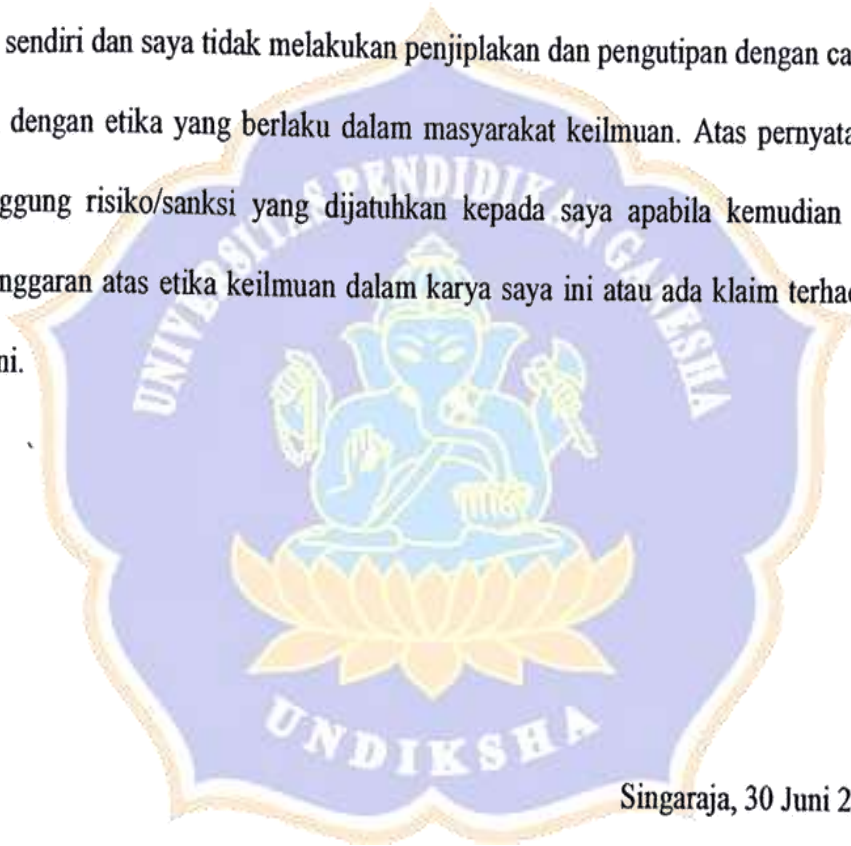 sendiri dan saya tidak melakukan penjiplakan dan pengutipan dengan ca
dengan etika yang berlaku dalam masyarakat keilmuan. Atas pernyata
ggung risiko/sanksi yang dijatuhkan kepada saya apabila kemudian
nggaran atas etika keilmuan dalam karya saya ini atau ada klaim terhad
ni.
UNIVERSITAS PENDIDIKAN GANESHA
UNDIKSHA
Singaraja, 30 Juni 2